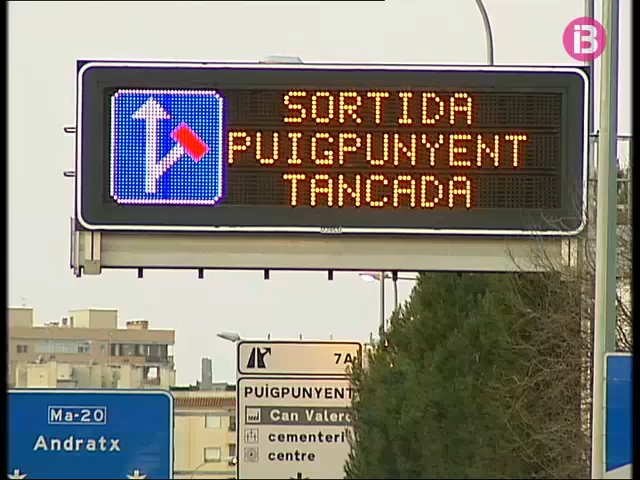 SORTIDA
PUIGPUNYENT
TANCADA
7A
PUIGPUNYENT
Can Valero
centre
Ma-20
Andratx